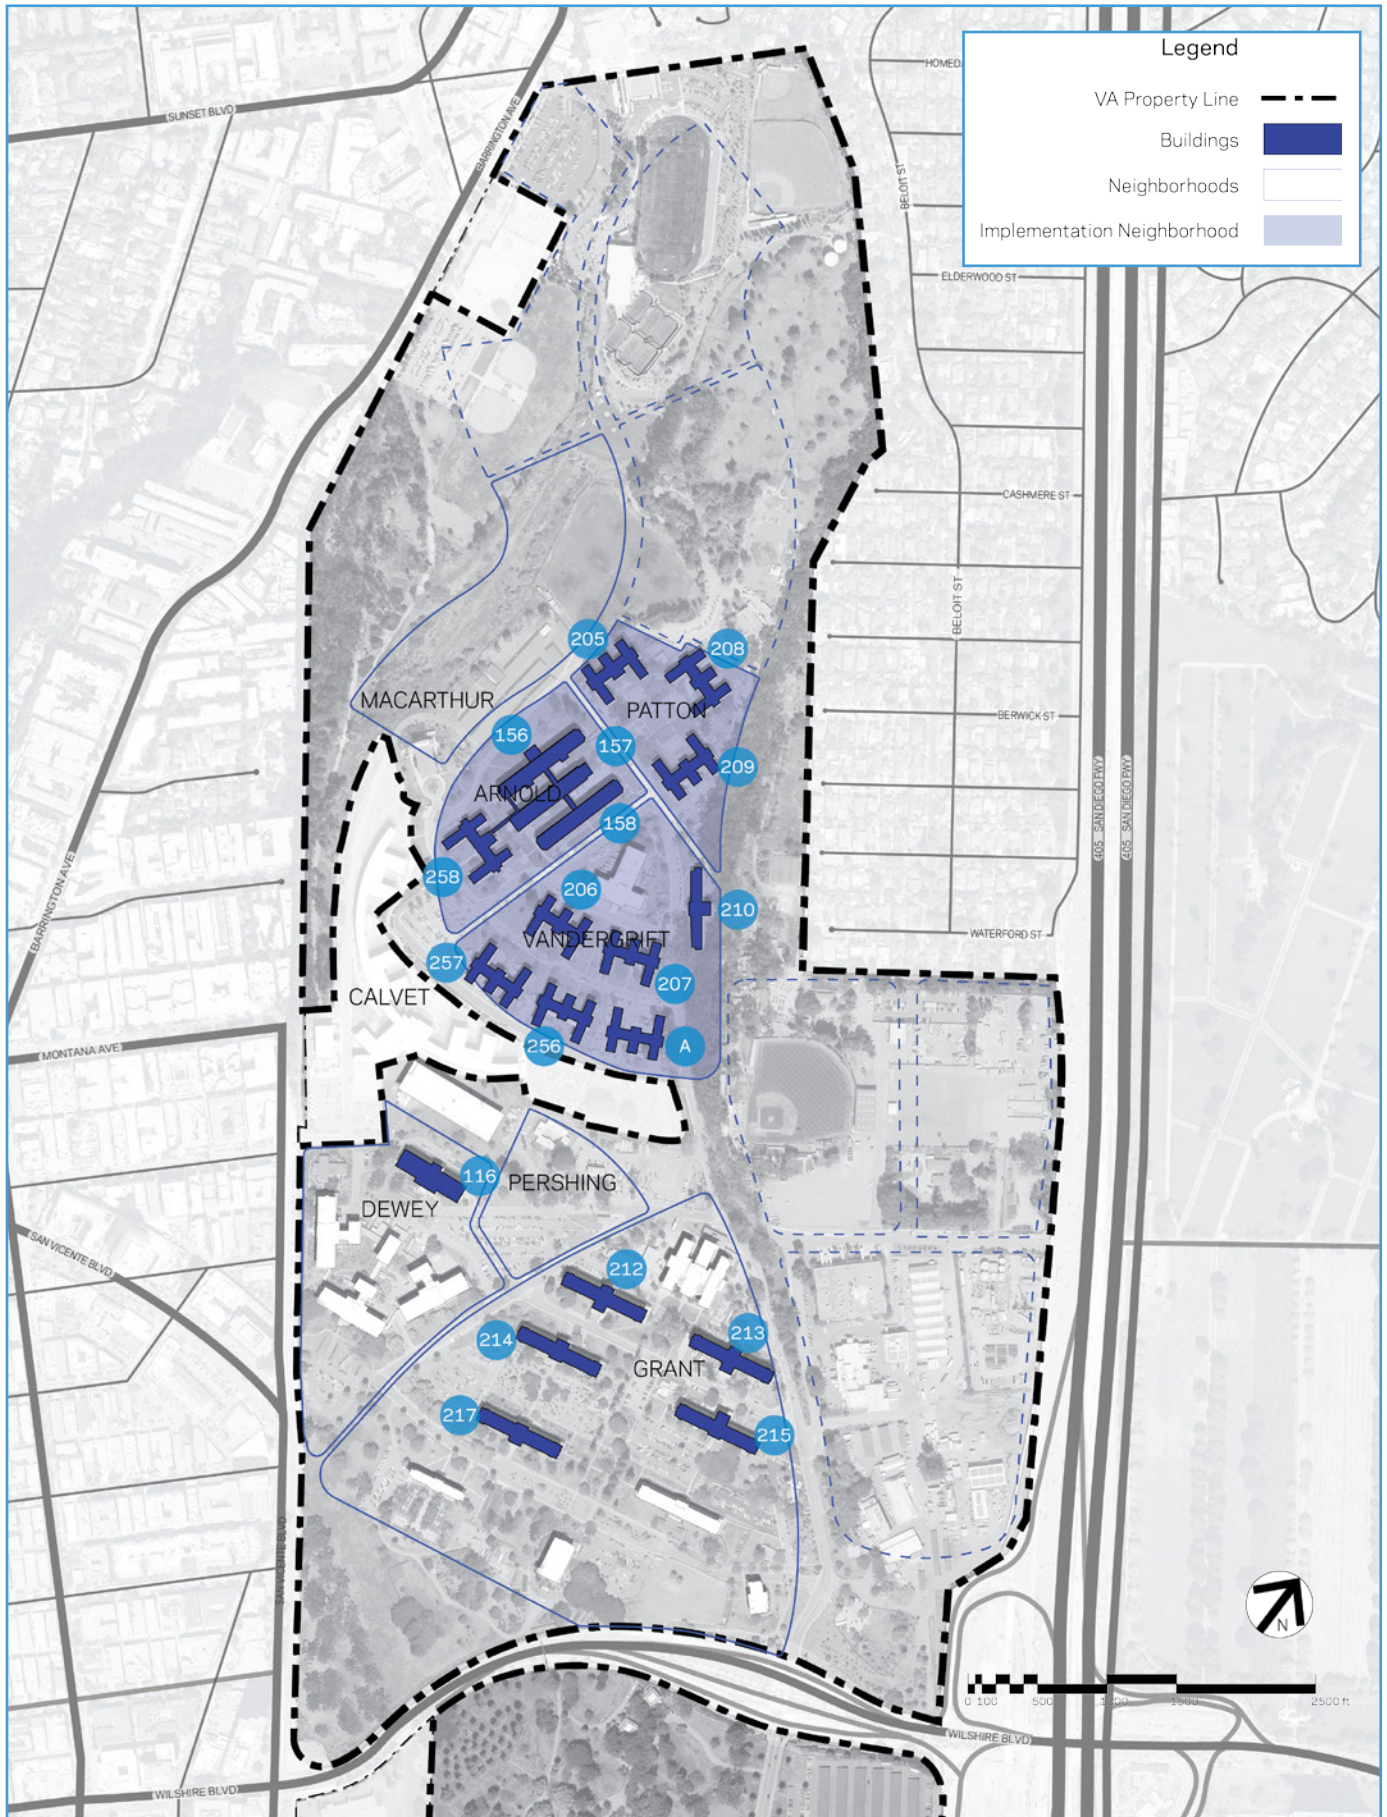 Legend
VA Property Line
Buildings
Neighborhoods
Implementation Neighborhood
SUNSET BLVD
BARRINGTON AVE
BELOIT ST
ELDERWOOD ST
CASHMERE ST
BELOIT ST
205
208
MACARTHUR
PATTON
156
157
BERWICK ST
209
ARNOLD
158
405 SAN DIEGO FWY
405 SAN DIEGO FWY
258
206
BARRINGTON AVE
210
VANDERGRIFT
WATERFORD ST
257
207
CALVET
256
A
MONTANA AVE
116
PERSHING
DEWEY
SAN VICENTE BLVD
212
214
213
GRANT
217
215
SAN VICENTE BLVD
N
0 100 500 1000 1500 2500 ft
WILSHIRE BLVD
WILSHIRE BLVD